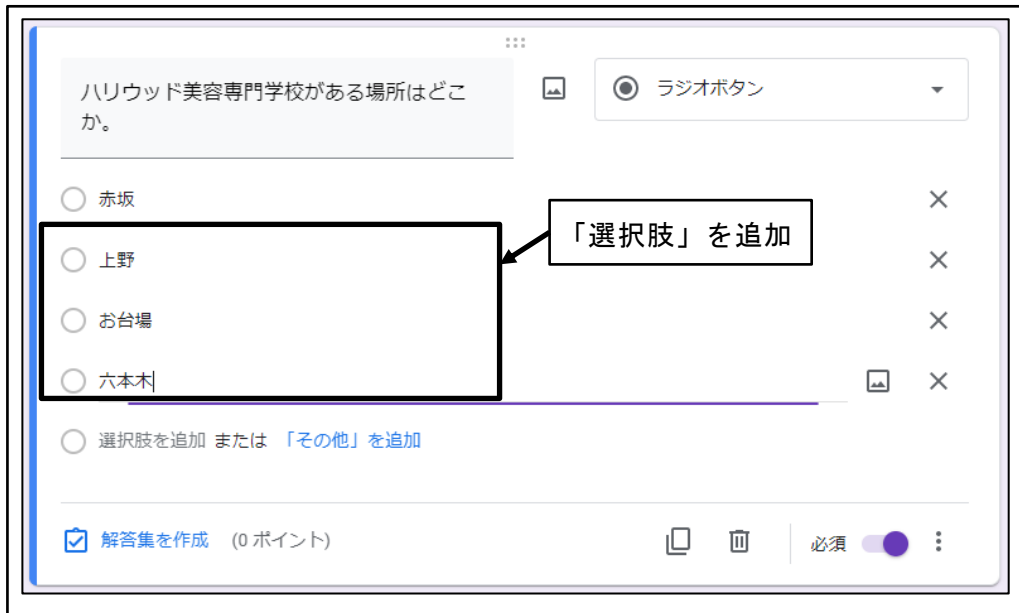 ハリウッド美容専門学校がある場所はどこ
か。
ラジオボタン
赤坂
「選択肢」を追加
上野
お台場
六本木
選択肢を追加 または 「その他」を追加
解答集を作成 (0 ポイント)
必須